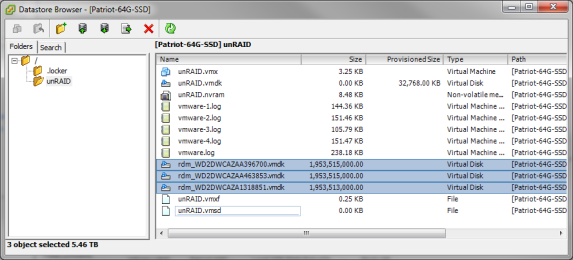 Datastore Browser - [Patriot-64G-SSD]
Folders Search [Patriot-64G-SSD] unRAID
/
.locker
unRAID
Name Size Provisioned Size Type Path
unRAID.vmx 3.25 KB Virtual Machine [Patriot-64G-SSD
unRAID.vmdk 0.00 KB 32,768.00 KB Virtual Disk [Patriot-64G-SSD
unRAID.nvram 8.48 KB Non-volatile me... [Patriot-64G-SSD
vmware-1.log 144.36 KB Virtual Machine ... [Patriot-64G-SSD
vmware-2.log 151.46 KB Virtual Machine ... [Patriot-64G-SSD
vmware-3.log 105.79 KB Virtual Machine ... [Patriot-64G-SSD
vmware-4.log 151.47 KB Virtual Machine ... [Patriot-64G-SSD
vmware.log 238.18 KB Virtual Machine ... [Patriot-64G-SSD
rdm_WD2DWCAZAA396700.vmdk 1,953,515,000.00 Virtual Disk [Patriot-64G-SSD
rdm_WD2DWCAZAA463853.vmdk 1,953,513,000.00 Virtual Disk [Patriot-64G-SSD
rdm_WD2DWCAZA1318851.vmdk 1,953,513,000.00 Virtual Disk [Patriot-64G-SSD
unRAID.vmxf 0.25 KB File [Patriot-64G-SSD
unRAID.vmsd 0.00 KB File [Patriot-64G-SSD
3 object selected 5.46 TB